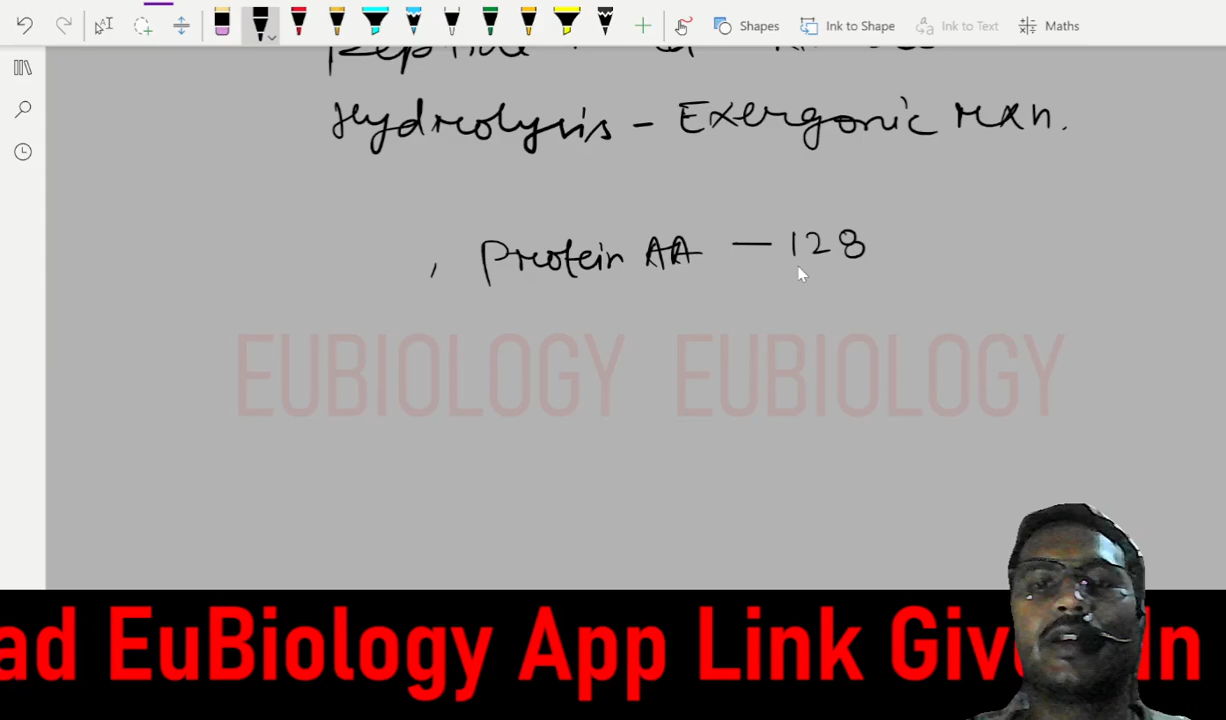 Shapes Ink to Shape Ink to Text Maths
Hydrolysis - Exergonic rxn.
, Protein AA — 128
EUBIOLOGY EUBIOLOGY
ad EuBiology App Link Giv In